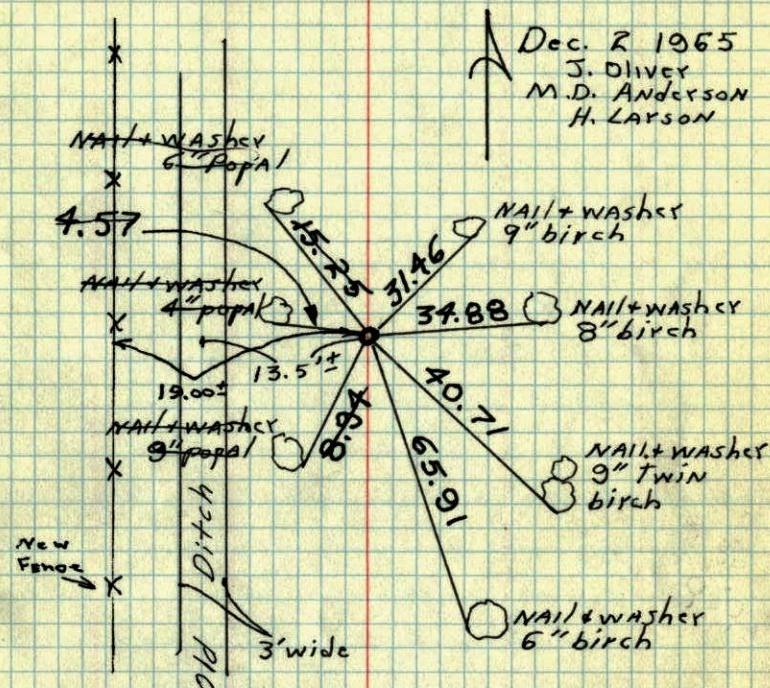 Dec. 2 1965
J. Oliver
M.D. Anderson
H. Larson
Nail + washer
6" popal
4.57
15.25
Nail + washer
9" birch
31.46
Nail + washer
4" popal
34.88
Nail + washer
8" birch
19.00±
13.5'±
40.71
Nail + washer
9" popal
8.94
65.91
Nail + washer
9" Twin
birch
New
Fence
Ditch
3' wide
Nail & washer
6" birch